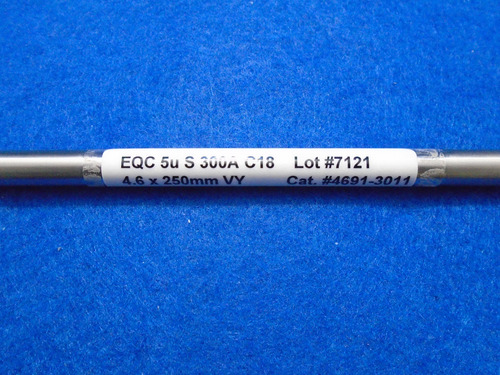 EQC 5u S 300A C18 Lot #7121
4.6 x 250mm VY Cat. #4691-3011